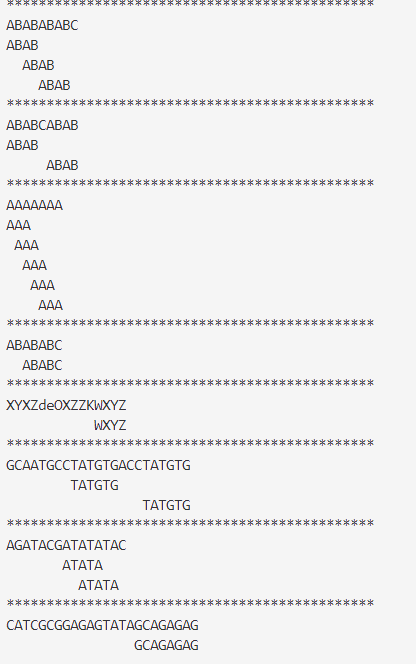 **********************************************
ABABABABC
ABAB
  ABAB
    ABAB
**********************************************
ABABCABAB
ABAB
     ABAB
**********************************************
AAAAAAA
AAA
 AAA
  AAA
   AAA
    AAA
**********************************************
ABABABC
  ABABC
**********************************************
XYXZdeOXZZKWXYZ
           WXYZ
**********************************************
GCAATGCCTATGTGACCTATGTG
        TATGTG
                 TATGTG
**********************************************
AGATACGATATATAC
       ATATA
         ATATA
**********************************************
CATCGCGGAGAGTATAGCAGAGAG
                GCAGAGAG